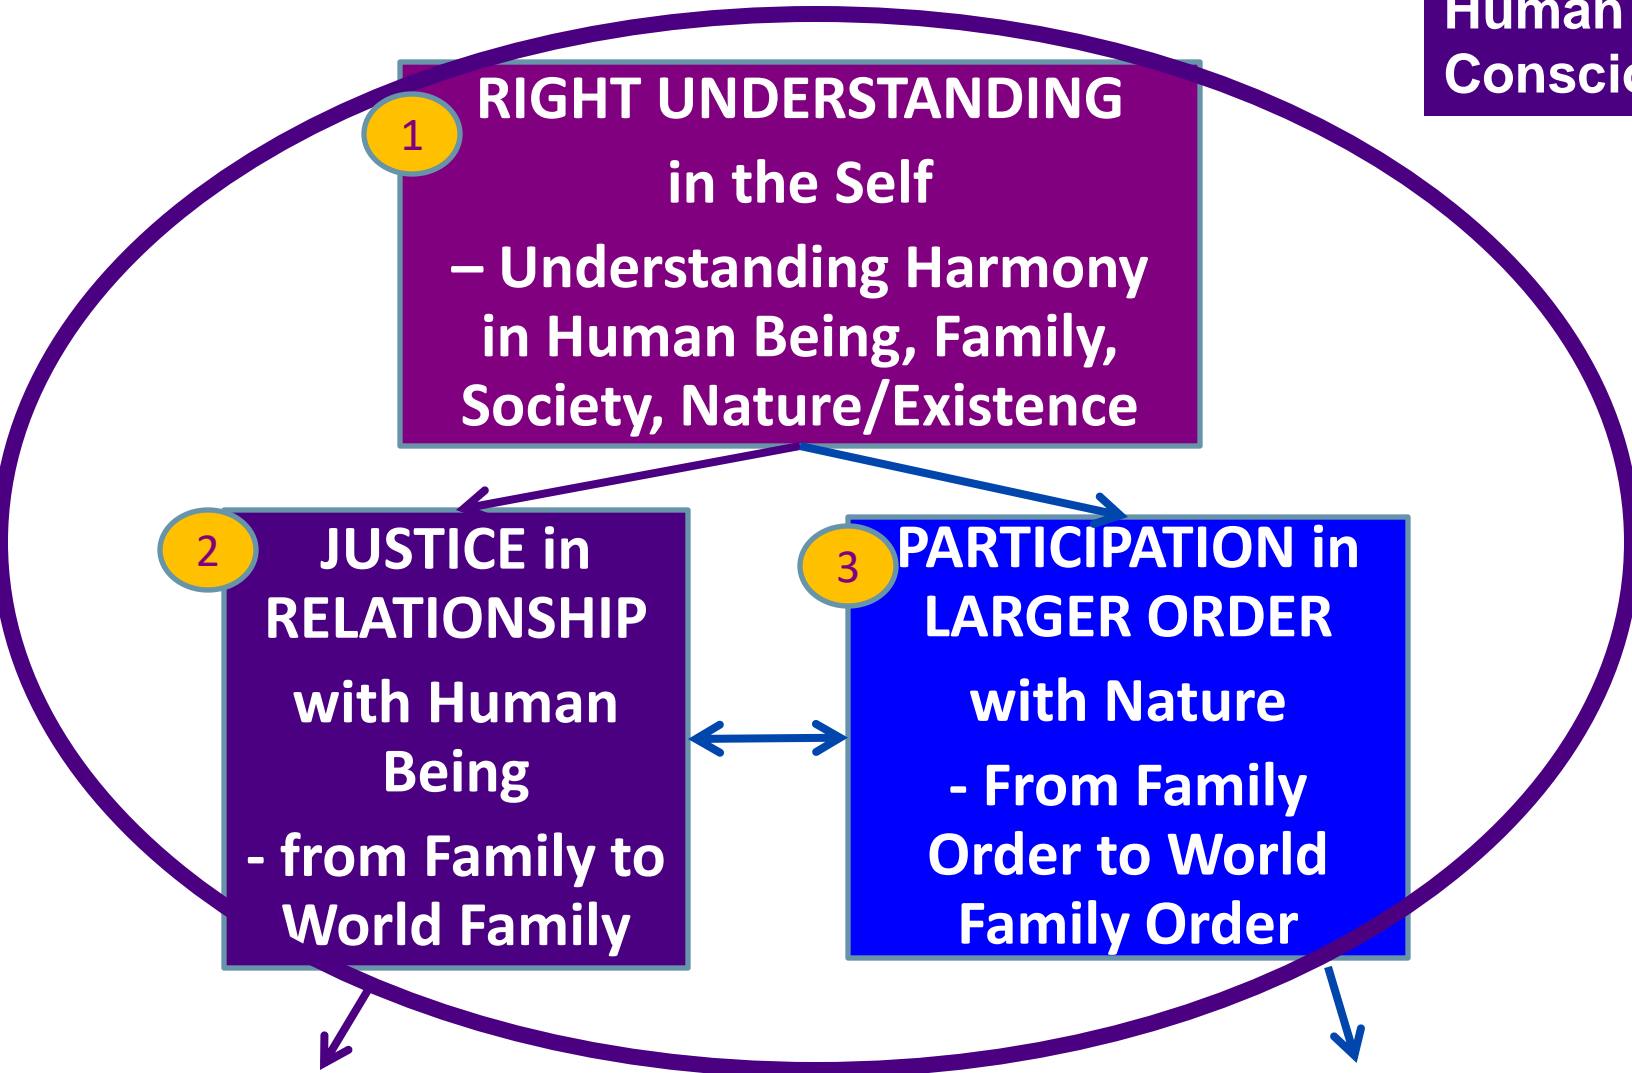 Human
1
RIGHT UNDERSTANDING
in the Self
– Understanding Harmony
in Human Being, Family,
Society, Nature/Existence
2
JUSTICE in
RELATIONSHIP
with Human
Being
- from Family to
World Family
3
PARTICIPATION in
LARGER ORDER
with Nature
- From Family
Order to World
Family Order